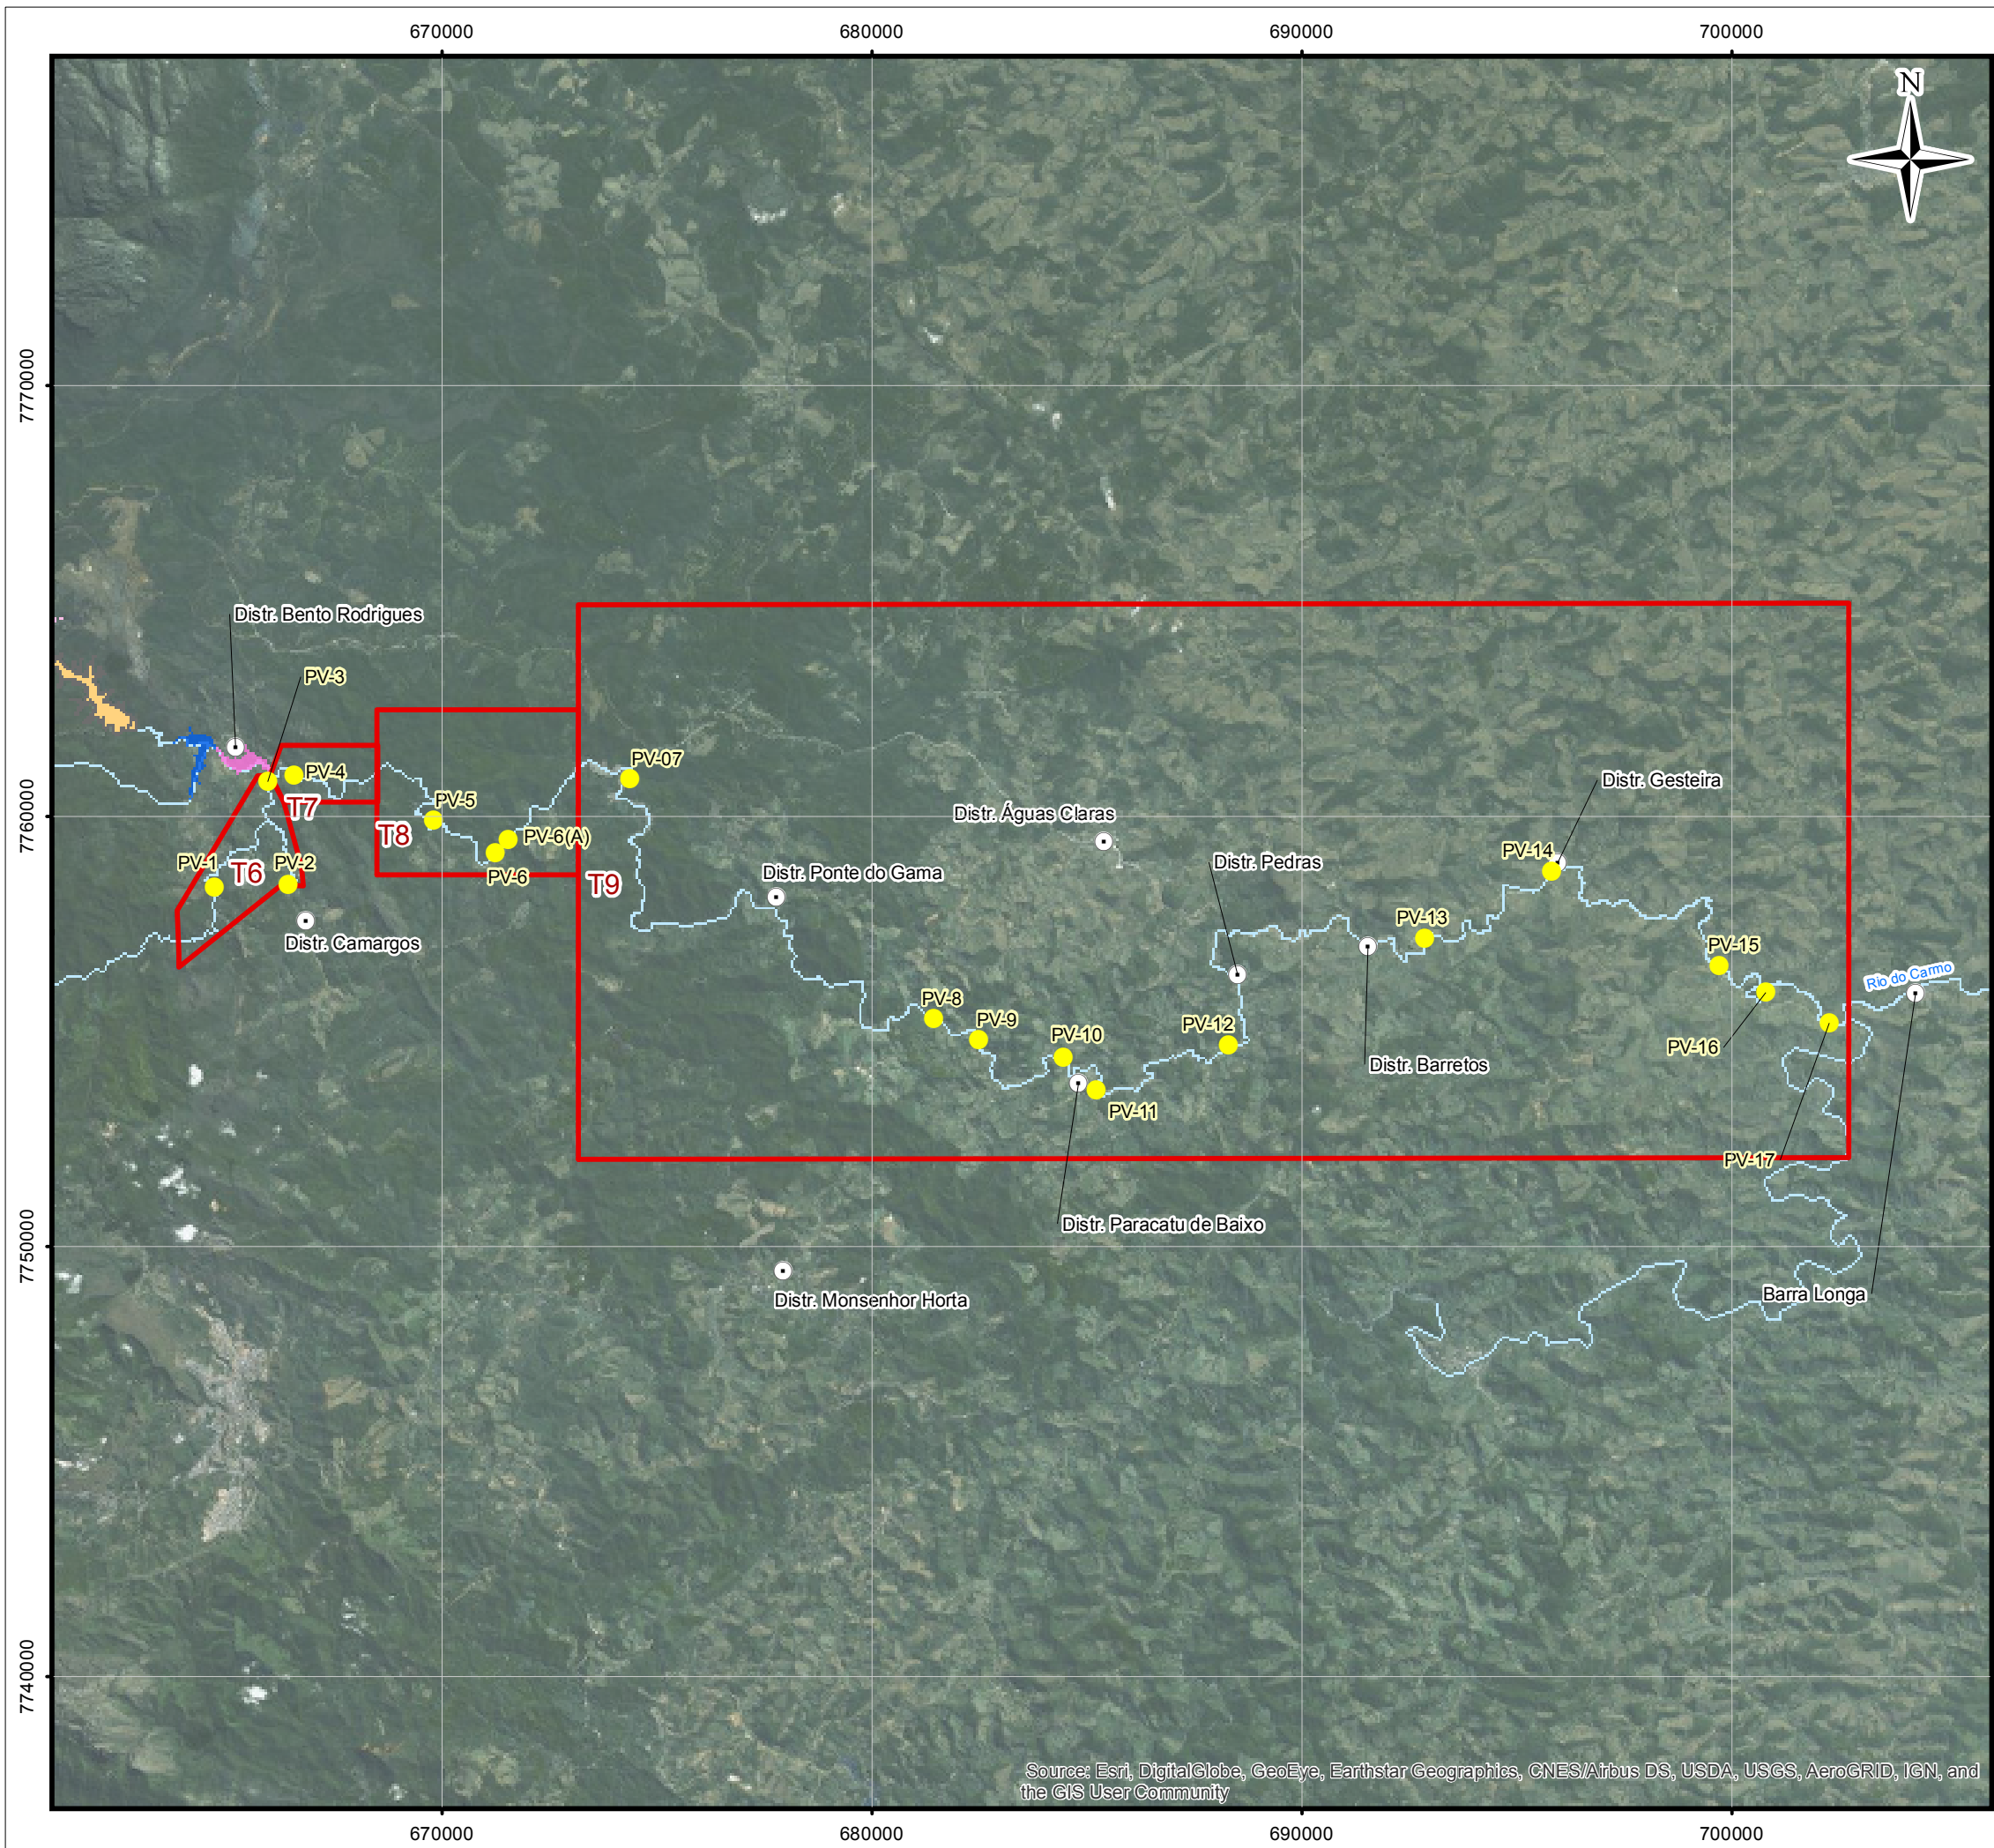 670000
680000
690000
700000
N
7770000
Distr. Bento Rodrigues
PV-3
PV-07
PV-4
Distr. Gesteira
T7
PV-5
7760000
Distr. Águas Claras
T8
PV-6(A)
PV-14
PV-1
PV-2
Distr. Pedras
T6
Distr. Ponte do Gama
PV-6
T9
PV-13
Distr. Camargos
PV-15
Rio do Carmo
PV-8
PV-9
PV-12
PV-10
PV-16
Distr. Barretos
PV-11
PV-17
Distr. Paracatu de Baixo
7750000
Barra Longa
Distr. Monsenhor Horta
7740000
Source: Esri, DigitalGlobe, GeoEye, Earthstar Geographics, CNES/Airbus DS, USDA, USGS, AeroGRID, IGN, and
the GIS User Community
670000
680000
690000
700000